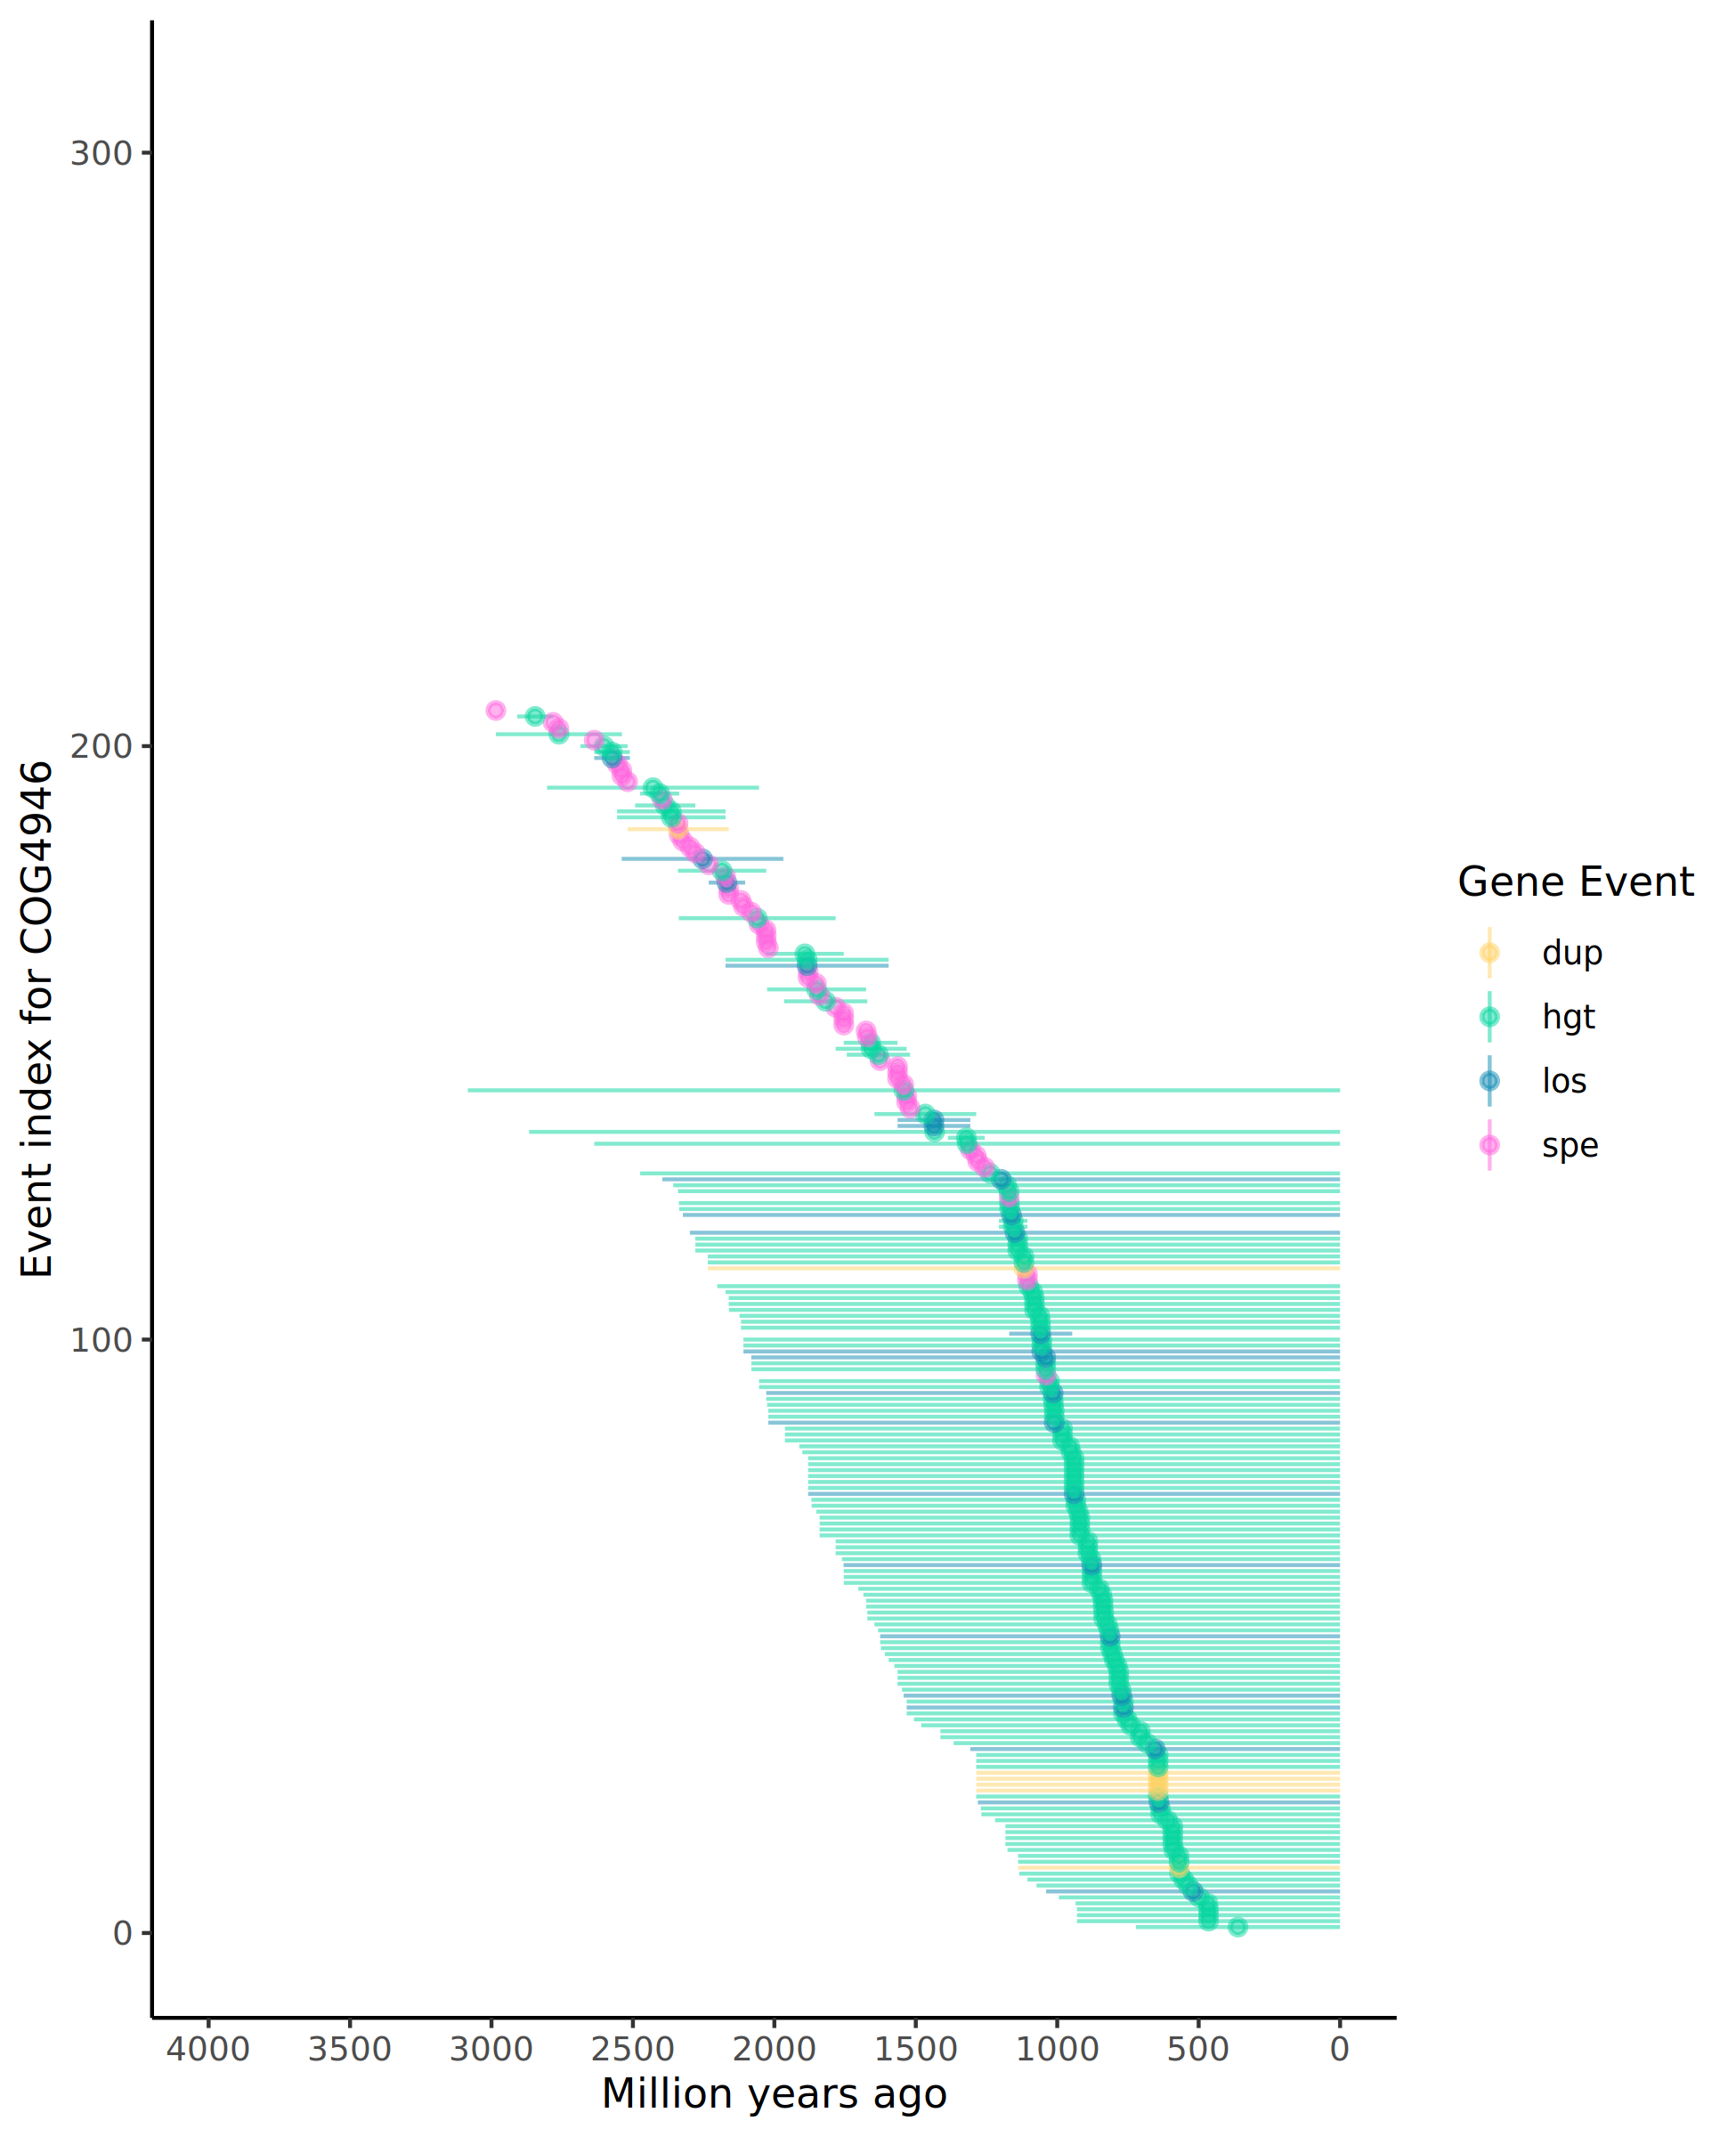 300
200
100
0
Event index for COG4946
4000 3500 3000 2500 2000 1500 1000 500 0
Million years ago
Gene Event
dup
hgt
los
spe